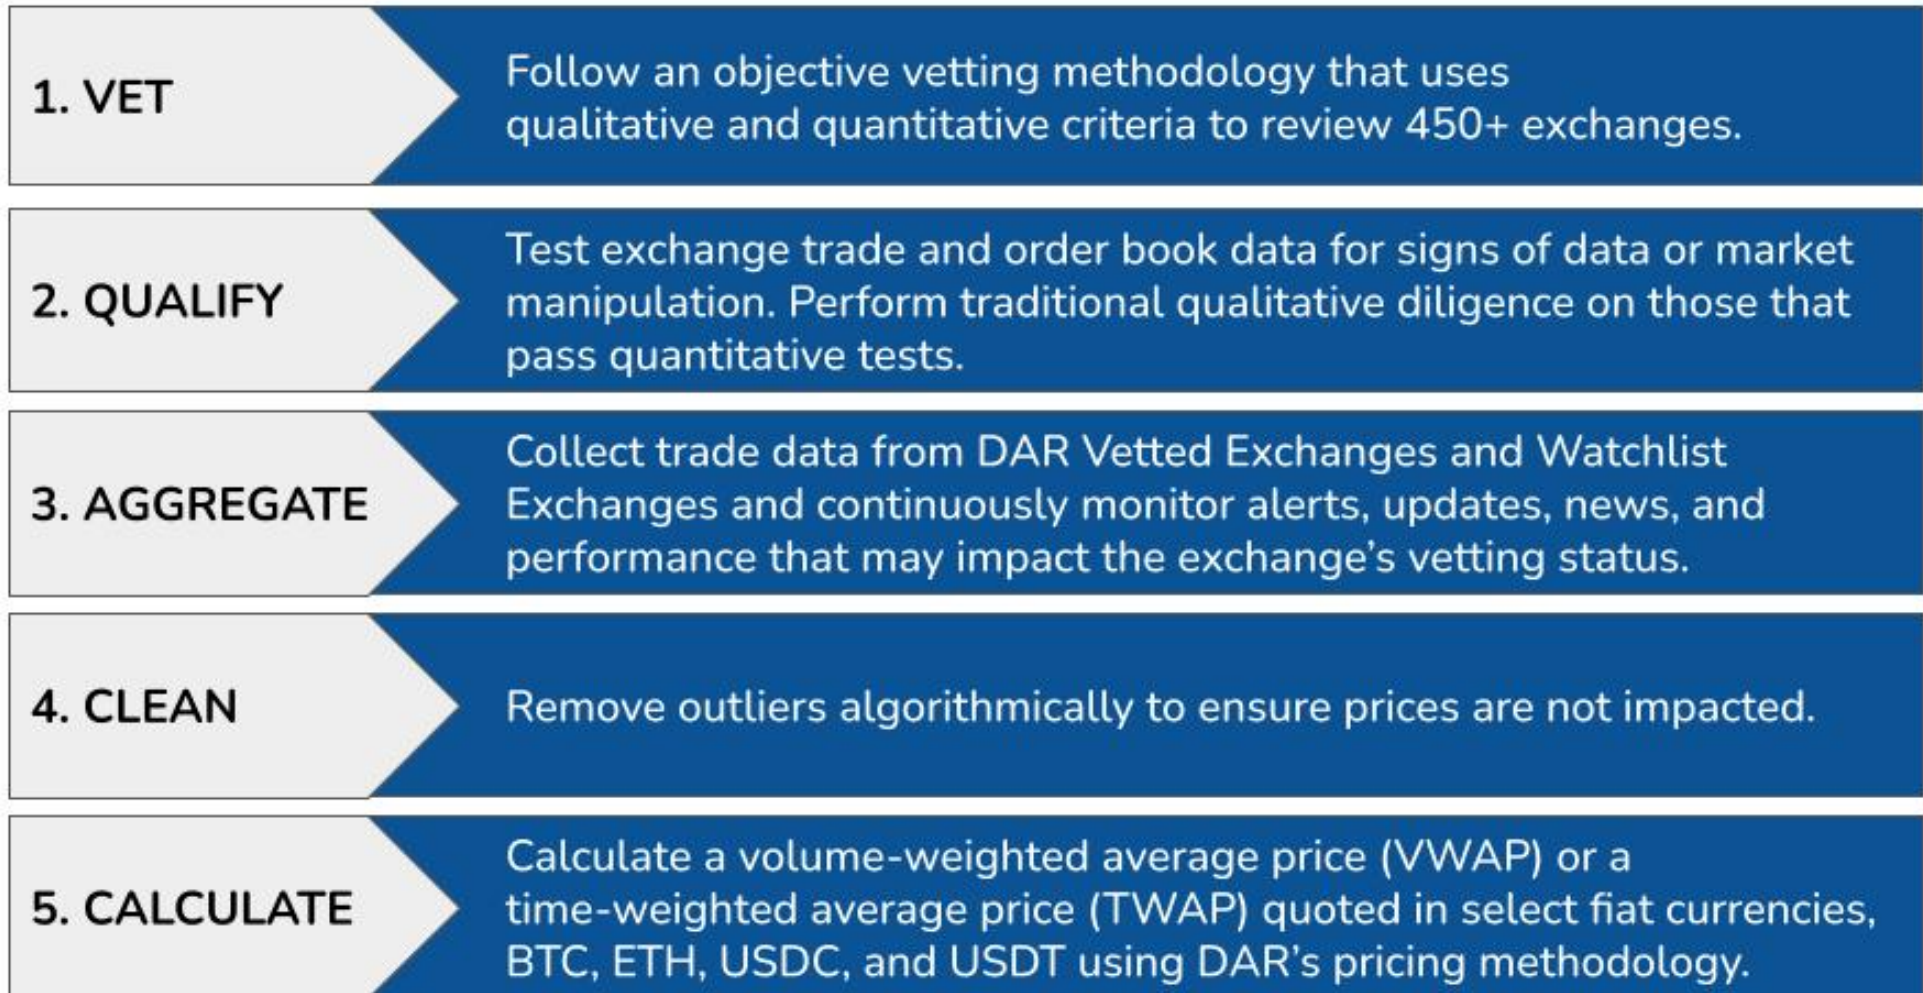 1. VET
Follow an objective vetting methodology that uses
qualitative and quantitative criteria to review 450+ exchanges.
2. QUALIFY
Test exchange trade and order book data for signs of data or market
manipulation. Perform traditional qualitative diligence on those that
pass quantitative tests.
3. AGGREGATE
Collect trade data from DAR Vetted Exchanges and Watchlist
Exchanges and continuously monitor alerts, updates, news, and
performance that may impact the exchange’s vetting status.
4. CLEAN
Remove outliers algorithmically to ensure prices are not impacted.
5. CALCULATE
Calculate a volume-weighted average price (VWAP) or a
time-weighted average price (TWAP) quoted in select fiat currencies,
BTC, ETH, USDC, and USDT using DAR’s pricing methodology.